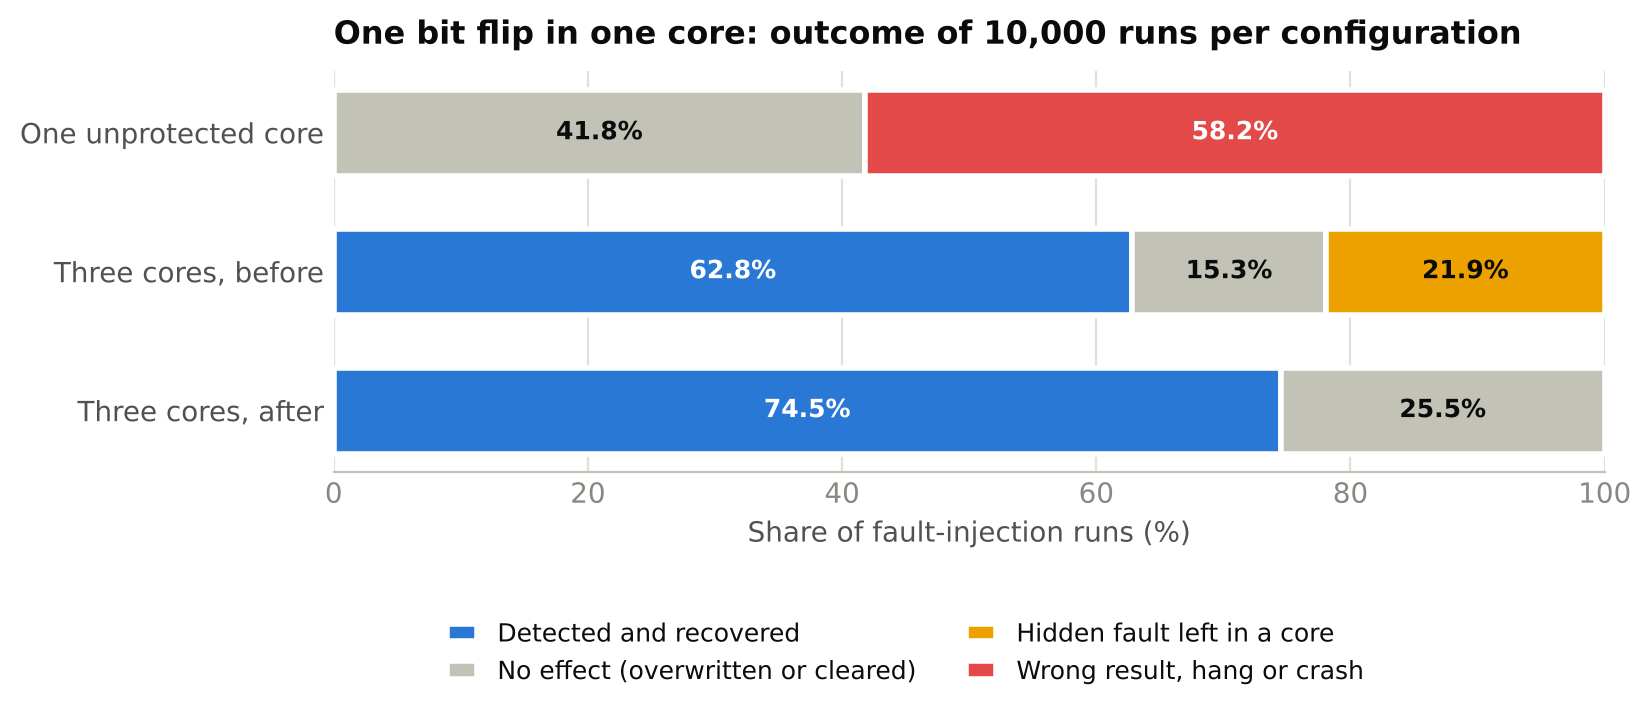 One bit flip in one core: outcome of 10,000 runs per configuration
One unprotected core
41.8%
58.2%
Three cores, before
62.8%
15.3%
21.9%
Three cores, after
74.5%
25.5%
0 20 40 60 80 100
Share of fault-injection runs (%)
Detected and recovered
No effect (overwritten or cleared)
Hidden fault left in a core
Wrong result, hang or crash